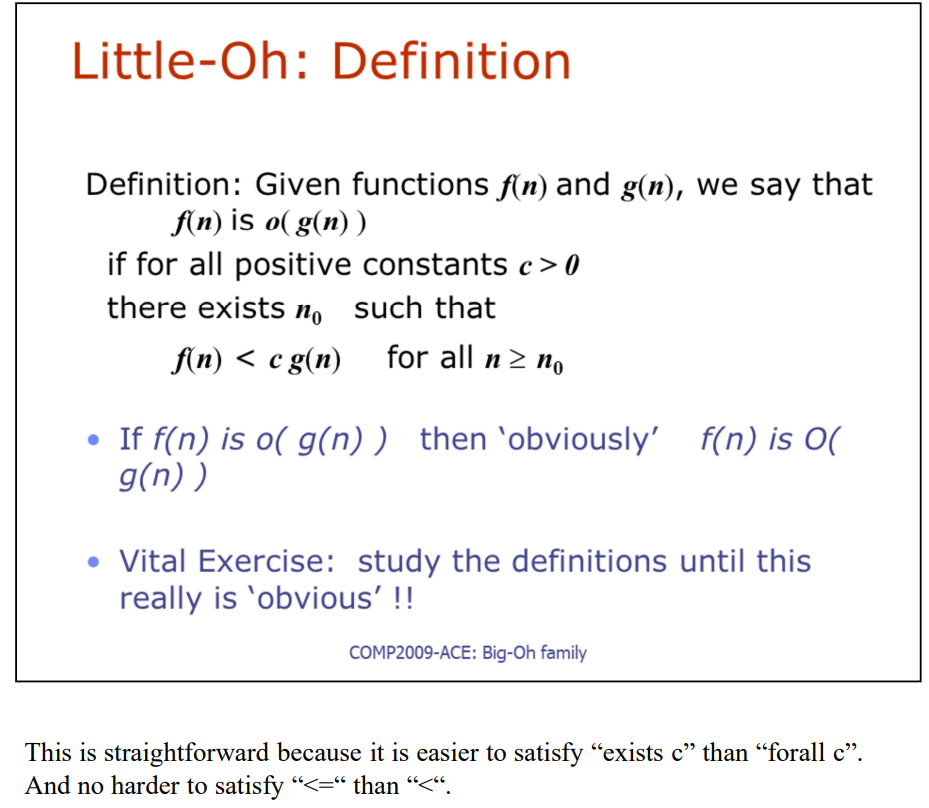 Little-Oh: Definition
Definition: Given functions f(n) and g(n), we say that
f(n) is o( g(n) )
if for all positive constants c > 0
there exists n₀ such that
f(n) < c g(n) for all n ≥ n₀
• If f(n) is o( g(n) ) then ‘obviously’ f(n) is O(
g(n) )
• Vital Exercise: study the definitions until this
really is ‘obvious’ !!
COMP2009-ACE: Big-Oh family
This is straightforward because it is easier to satisfy “exists c” than “forall c”.
And no harder to satisfy “<=“ than “<“.